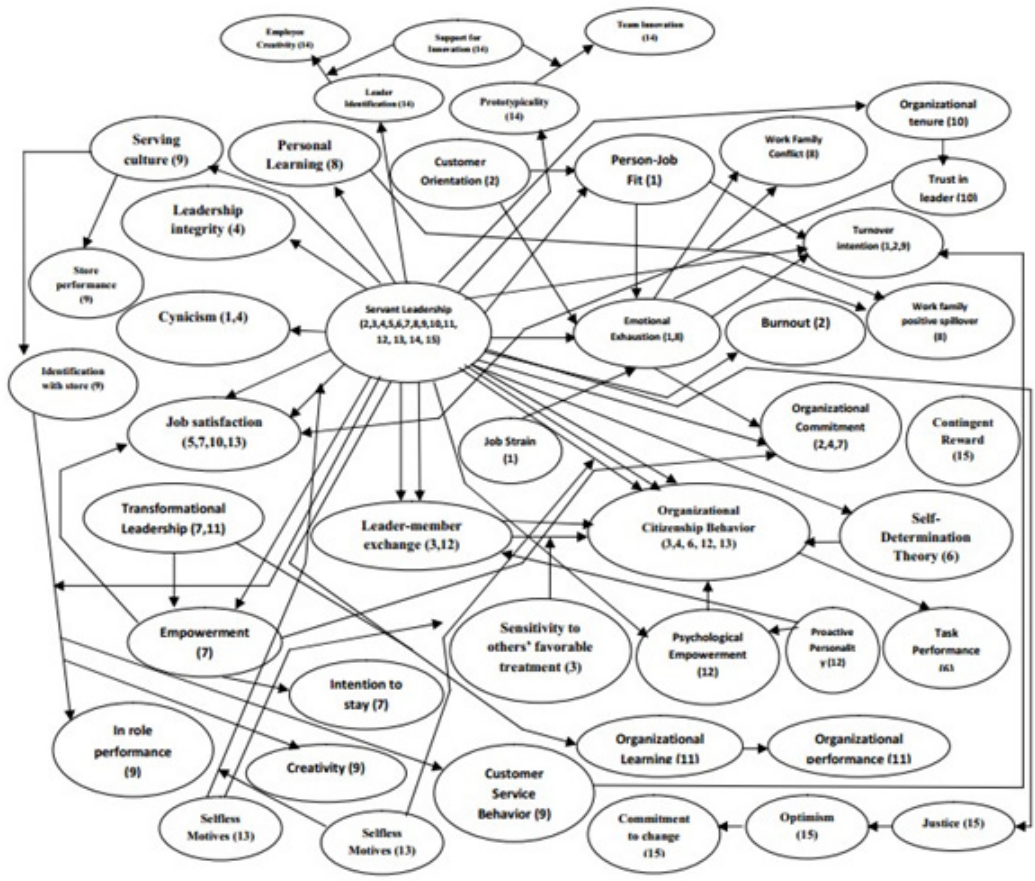 Employee
Creativity (14)
Support for
Innovation (14)
Team Innovation
(14)
Leader
Identification (14)
Prototypicality
(14)
Organizational
tenure (10)
Serving
culture (9)
Personal
Learning (8)
Customer
Orientation (2)
Person-Job
Fit (1)
Work Family
Conflict (8)
Trust in
leader (10)
Leadership
integrity (4)
Turnover
intention (1,2,9)
Store
performance
(9)
Cynicism (1,4)
Servant Leadership
(2,3,4,5,6,7,8,9,10,11,
12, 13, 14, 15)
Emotional
Exhaustion (1,8)
Burnout (2)
Work family
positive spillover
(8)
Identification
with store (9)
Job satisfaction
(5,7,10,13)
Job Strain
(1)
Organizational
Commitment
(2,4,7)
Contingent
Reward
(15)
Transformational
Leadership (7,11)
Leader-member
exchange (3,12)
Organizational
Citizenship Behavior
(3,4, 6, 12, 13)
Self-
Determination
Theory (6)
Empowerment
(7)
Sensitivity to
others' favorable
treatment (3)
Psychological
Empowerment
(12)
Proactive
Personalit
y (12)
Task
Performance
(6)
Intention to
stay (7)
In role
performance
(9)
Creativity (9)
Customer
Service
Behavior (9)
Organizational
Learning (11)
Organizational
performance (11)
Selfless
Motives (13)
Selfless
Motives (13)
Commitment
to change
(15)
Optimism
(15)
Justice (15)